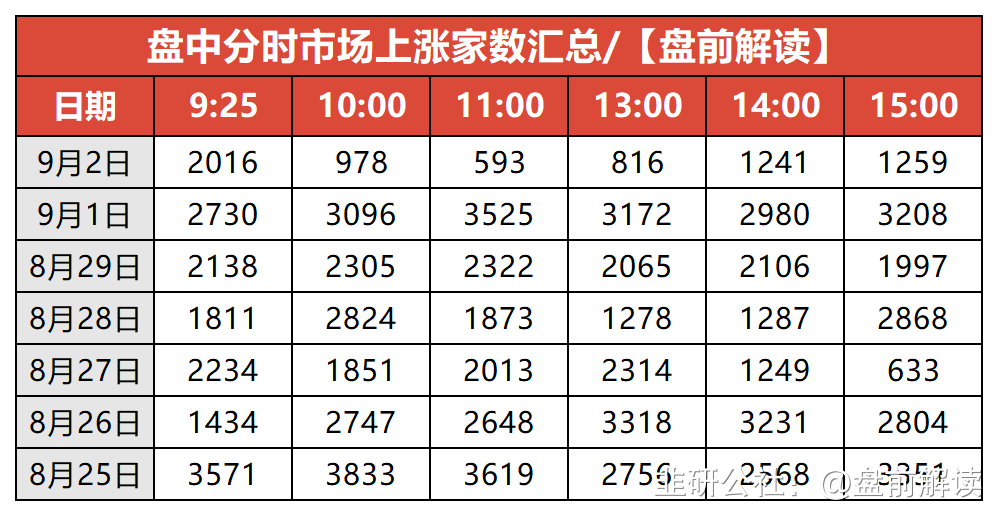 盘中分时市场上涨家数汇总/【盘前解读】
日期 9:25 10:00 11:00 13:00 14:00 15:00
9月2日 2016 978 593 816 1241 1259
9月1日 2730 3096 3525 3172 2980 3208
8月29日 2138 2305 2322 2065 2106 1997
8月28日 1811 2824 1873 1278 1287 2868
8月27日 2234 1851 2013 2314 1249 633
8月26日 1434 2747 2648 3318 3231 2804
8月25日 3571 3833 3619 2756 2568 3351
韭研公社：@盘前解读